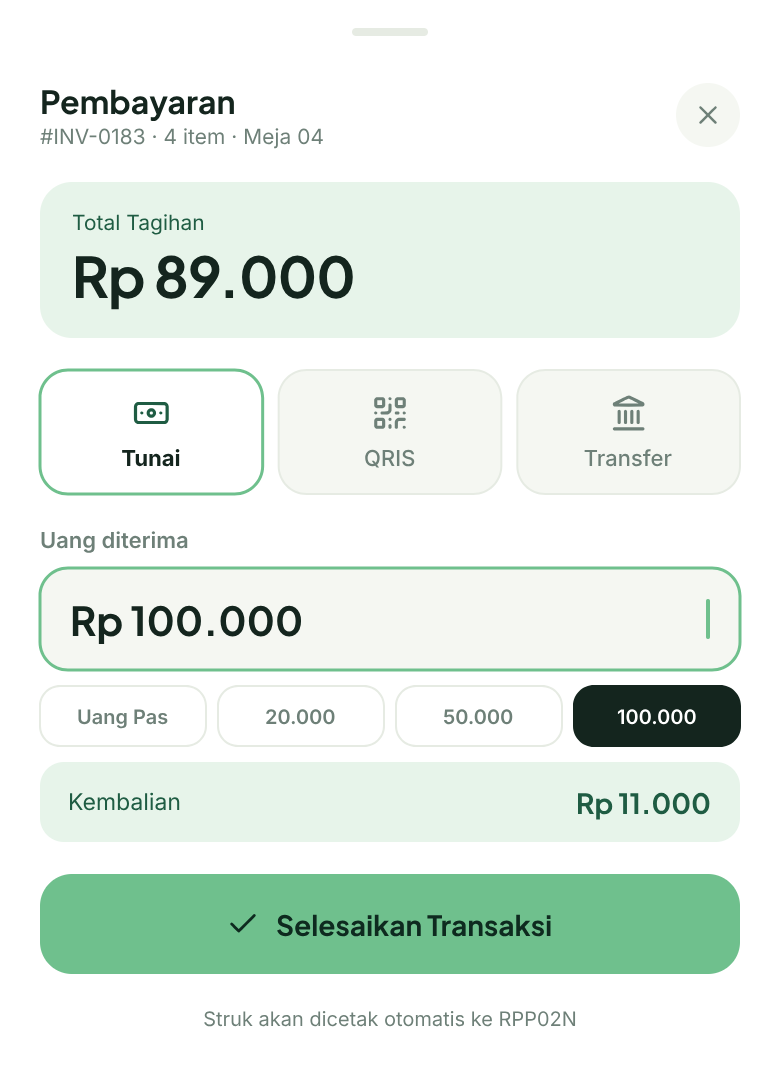 Pembayaran
#INV-0183 · 4 item · Meja 04
Total Tagihan
Rp 89.000
Tunai
QRIS
Transfer
Uang diterima
Rp 100.000
Uang Pas
20.000
50.000
100.000
Kembalian
Rp 11.000
Selesaikan Transaksi
Struk akan dicetak otomatis ke RPP02N